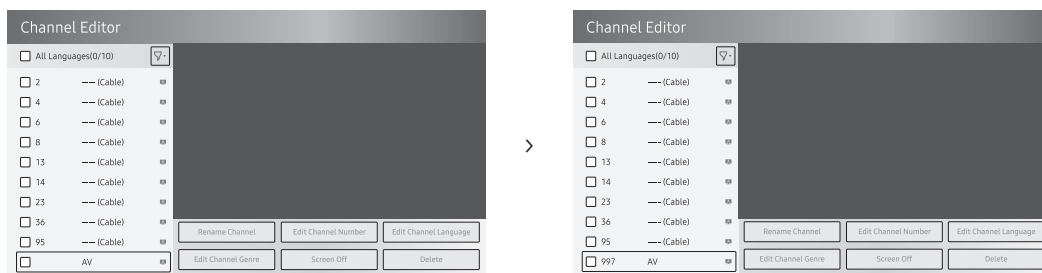 Channel Editor
All Languages(0/10)
2 –– (Cable)
4 –– (Cable)
6 –– (Cable)
8 –– (Cable)
13 –– (Cable)
14 –– (Cable)
23 –– (Cable)
36 –– (Cable)
95 –– (Cable)
AV
Rename Channel Edit Channel Number Edit Channel Language
Edit Channel Genre Screen Off Delete
>
Channel Editor
All Languages(0/10)
2 –-- (Cable)
4 –-- (Cable)
6 –-- (Cable)
8 –-- (Cable)
13 –-- (Cable)
14 –-- (Cable)
23 –-- (Cable)
36 –-- (Cable)
95 –-- (Cable)
997 AV
Rename Channel Edit Channel Number Edit Channel Language
Edit Channel Genre Screen Off Delete